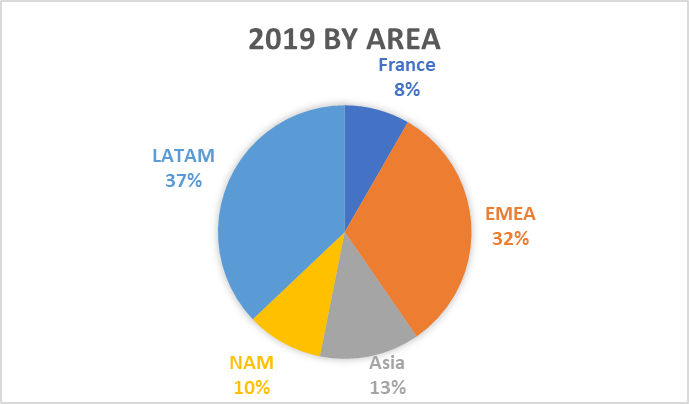 2019 BY AREA
France
8%
EMEA
32%
Asia
13%
NAM
10%
LATAM
37%